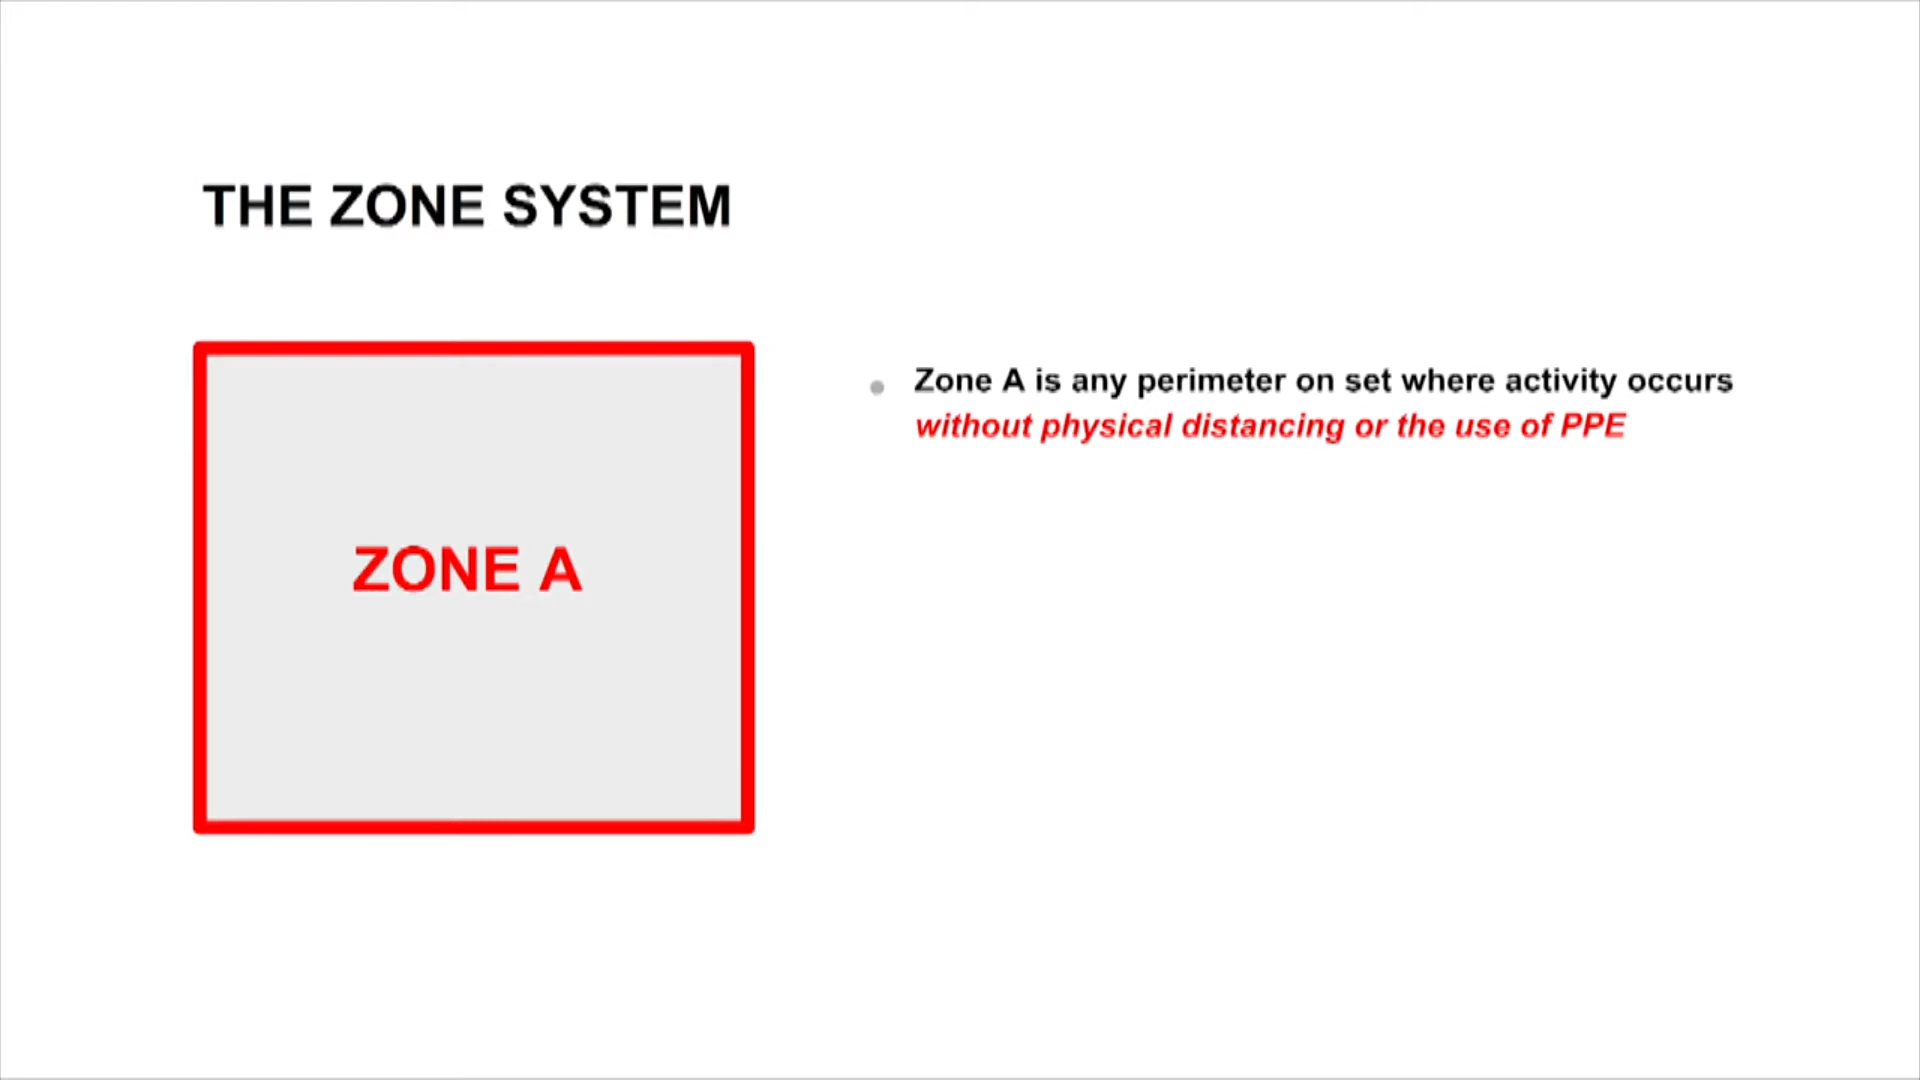 THE ZONE SYSTEM
ZONE A
Zone A is any perimeter on set where activity occurs
without physical distancing or the use of PPE